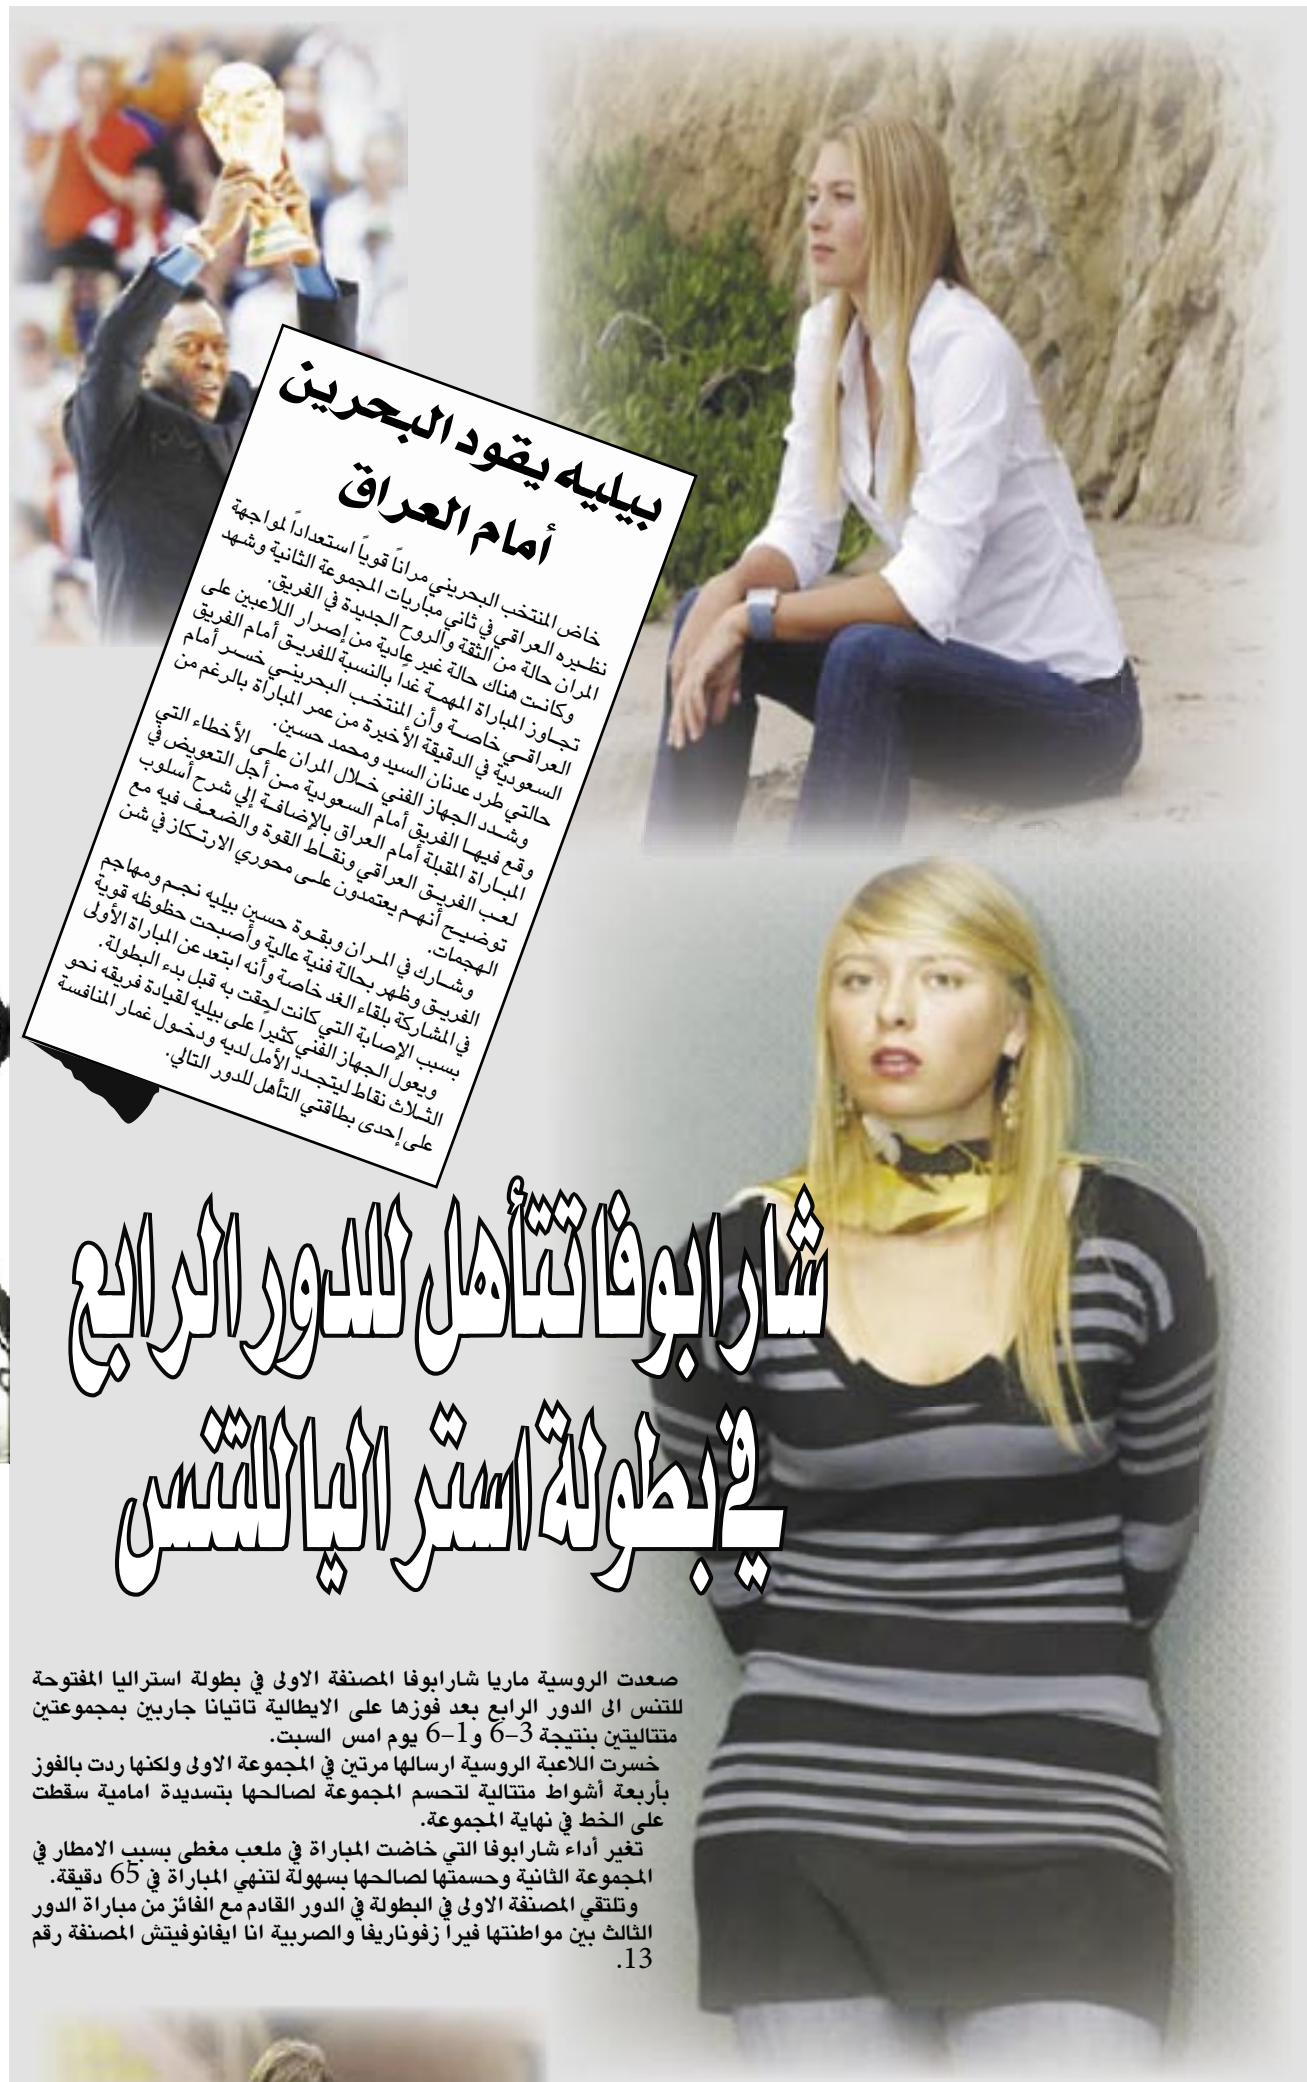 بيليه يقود البحرين
أمام العراق
خاض المنتخب البحريني مراناً قوياً استعداداً لمواجهة
نظيره العراقي في ثاني مباريات المجموعة الثانية وشهد
المران حالة من الثقة والروح الجديدة في الفريق.
وكانت هناك حالة غير عادية من إصرار اللاعبين على
تجاوز المباراة المهمة غداً بالنسبة للفريق أمام الفريق
العراقي خاصة وأن المنتخب البحريني خسر أمام
السعودية في الدقيقة الأخيرة من عمر المباراة بالرغم من
حالتي طرد عدنان السيد ومحمد حسين.
وشدد الجهاز الفني خلال المران على الأخطاء التي
وقع فيها الفريق أمام السعودية من أجل التعويض في
المباراة المقبلة أمام العراق بالإضافة إلي شرح أسلوب
لعب الفريق العراقي ونقاط القوة والضعف فيه مع
توضيح أنهم يعتمدون على محوري الارتكاز في شن
الهجمات.
وشارك في المران وبقوة حسين بيليه نجم ومهاجم
الفريق وظهر بحالة فنية عالية وأصبحت حظوظه قوية
في المشاركة بلقاء الغد خاصة وأنه ابتعد عن المباراة الأولى
بسبب الإصابة التي كانت لحقت به قبل بدء البطولة.
ويعول الجهاز الفني كثيراً على بيليه لقيادة فريقه نحو
الثلاث نقاط ليتجدد الأمل لديه ودخول غمار المنافسة
على إحدى بطاقتي التأهل للدور التالي.
شارابوفا تتأهل للدور الرابع
في بطولة استراليا للتنس
صعدت الروسية ماريا شارابوفا المصنفة الاولى في بطولة استراليا المفتوحة
للتنس الى الدور الرابع بعد فوزها على الايطالية تاتيانا جاربين بمجموعتين
متتاليتين بنتيجة 3-6 و1-6 يوم امس السبت.
خسرت اللاعبة الروسية ارسالها مرتين في المجموعة الاولى ولكنها ردت بالفوز
بأربعة أشواط متتالية لتحسم المجموعة لصالحها بتسديدة امامية سقطت
على الخط في نهاية المجموعة.
تغير أداء شارابوفا التي خاضت المباراة في ملعب مغطى بسبب الامطار في
المجموعة الثانية وحسمتها لصالحها بسهولة لتنهي المباراة في 65 دقيقة.
وتلتقي المصنفة الاولى في البطولة في الدور القادم مع الفائز من مباراة الدور
الثالث بين مواطنتها فيرا زفوناريفا والصربية انا ايفانوفيتش المصنفة رقم
13.